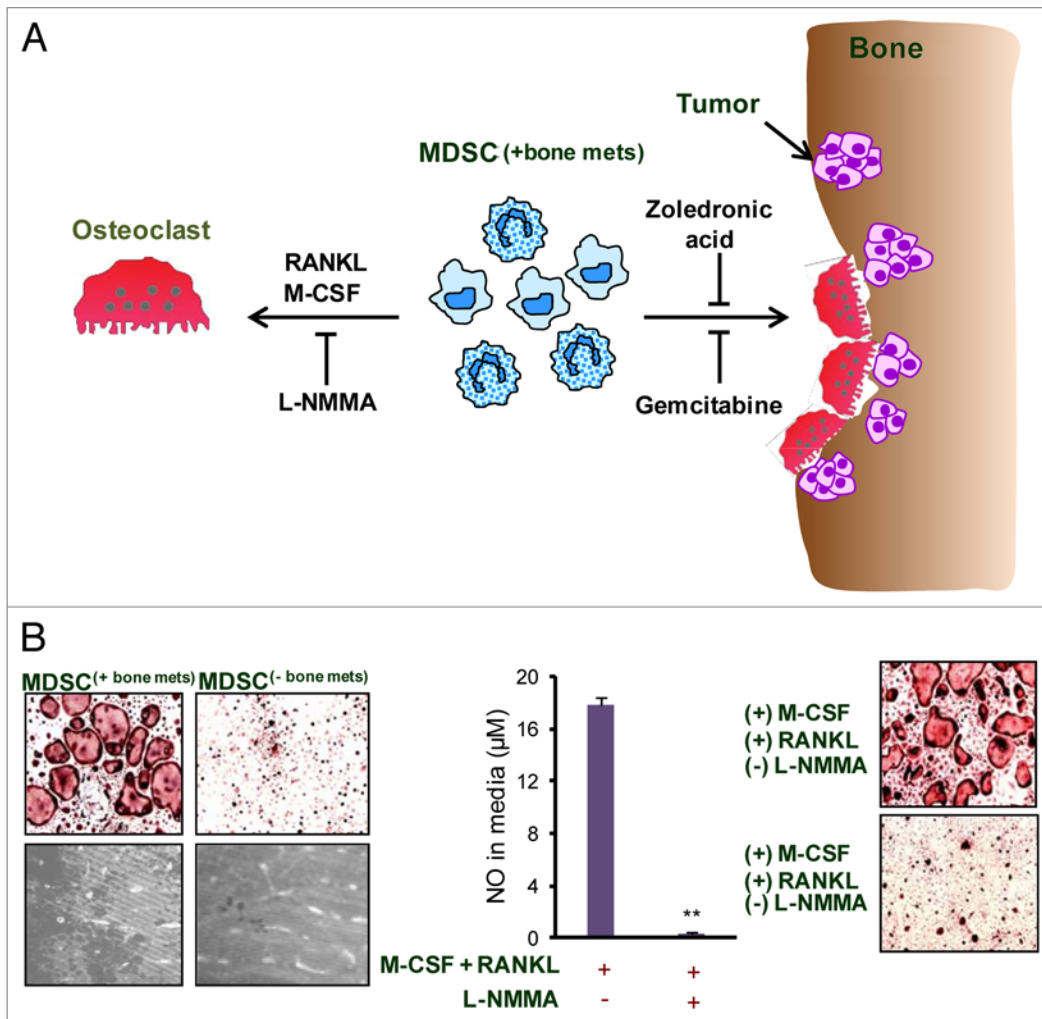 A
Bone
Tumor
MDSC (+bone mets)
Zoledronic
acid
Osteoclast
RANKL
M-CSF
L-NMMA
Gemcitabine
B
MDSC(+ bone mets) MDSC(- bone mets)
NO in media (µM)
20
16
12
8
4
0
**
M-CSF + RANKL + +
L-NMMA - +
(+) M-CSF
(+) RANKL
(-) L-NMMA
(+) M-CSF
(+) RANKL
(-) L-NMMA